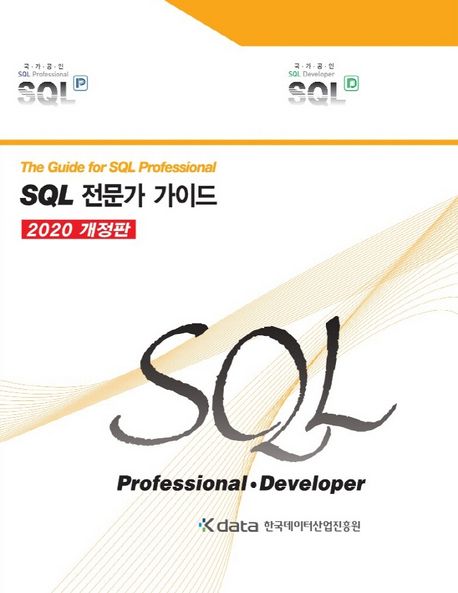 국·가·공·인
SQL Professional
SQL P
국·가·공·인
SQL Developer
SQL D
The Guide for SQL Professional
SQL 전문가 가이드
2020 개정판
SQL
Professional·Developer
K data 한국데이터산업진흥원